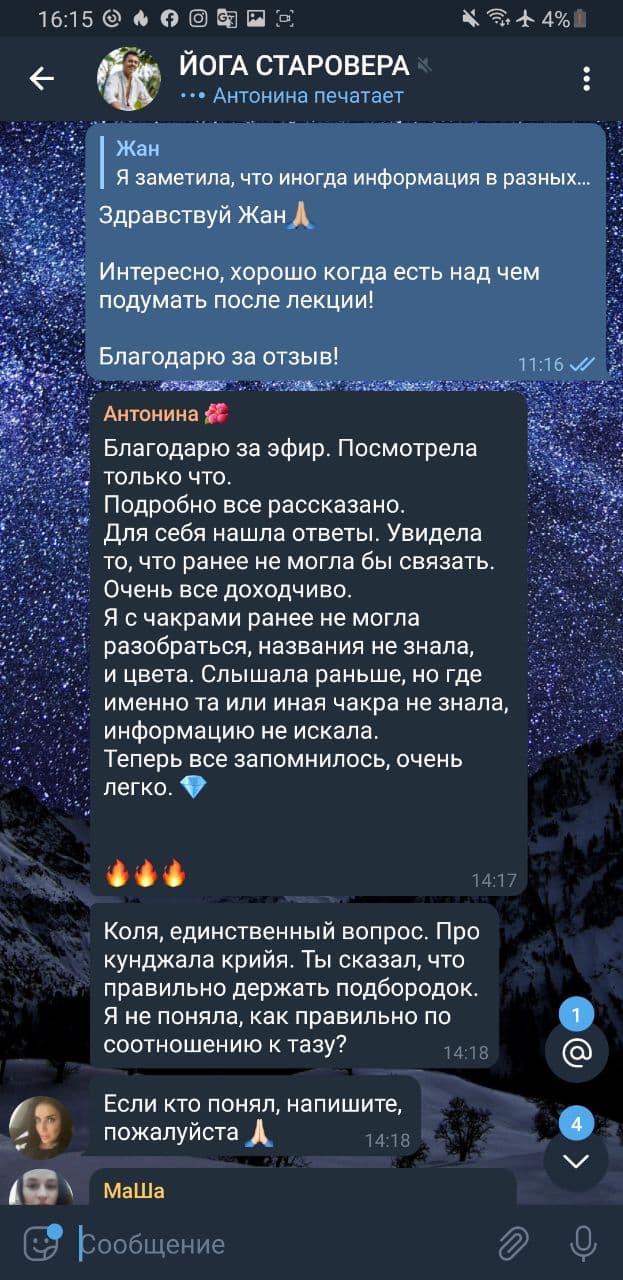 16:15 4%
ЙОГА СТАРОВЕРА
Антонина печатает
Жан
Я заметила, что иногда информация в разных...
Здравствуй Жан🙏🏼
Интересно, хорошо когда есть над чем
подумать после лекции!
Благодарю за отзыв!
11:16
Антонина🌺
Благодарю за эфир. Посмотрела
только что.
Подробно все рассказано.
Для себя нашла ответы. Увидела
то, что ранее не могла бы связать.
Очень все доходчиво.
Я с чакрами ранее не могла
разобраться, названия не знала,
и цвета. Слышала раньше, но где
именно та или иная чакра не знала,
информацию не искала.
Теперь все запомнилось, очень
легко. 💎
🔥🔥🔥
14:17
Коля, единственный вопрос. Про
кунджала крийя. Ты сказал, что
правильно держать подбородок.
Я не поняла, как правильно по
соотношению к тазу?
14:18
1
@
Если кто понял, напишите,
пожалуйста🙏🏻
14:18
4
МаШа
Сообщение